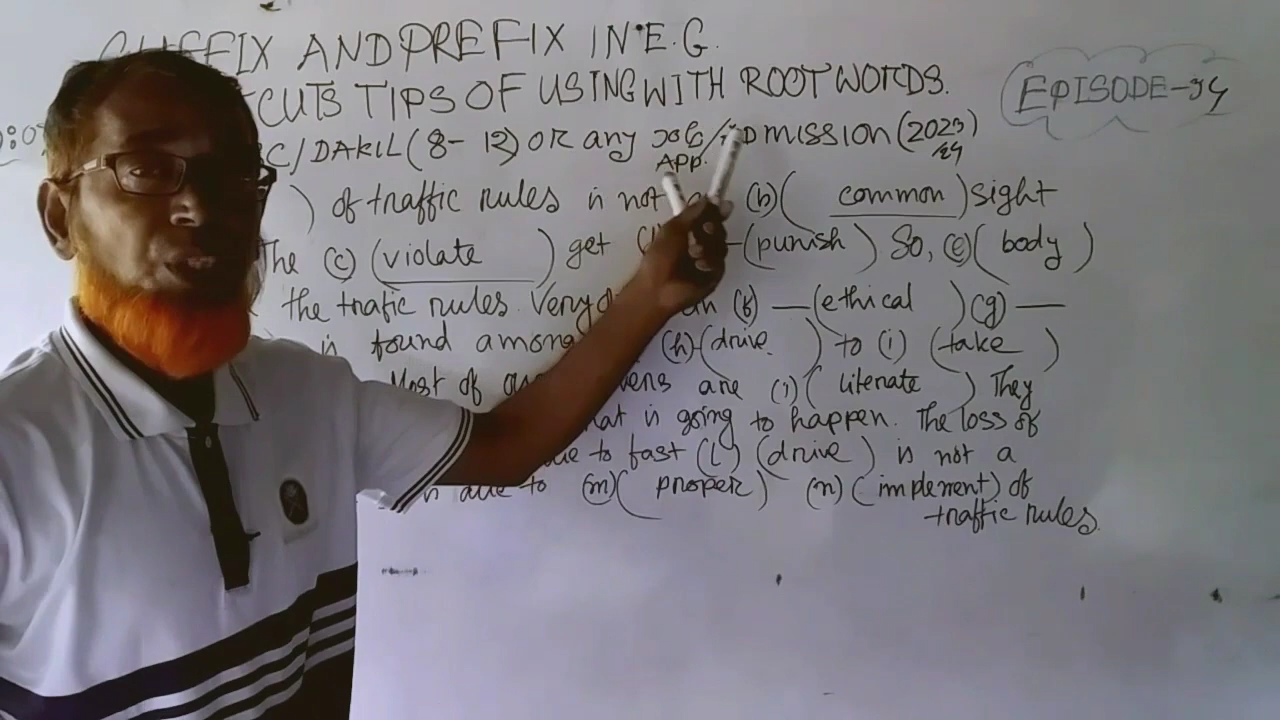 SUFFIX AND PREFIX IN E.G.
CUTS TIPS OF USING WITH ROOT WORDS.
EPISODE-94
C/DAKIL (8-12) OR any Job/ADMISSION (2023)
APP. 24
) of traffic rules is not (b) ( common ) sight
The (c) (violate ) get (punish ) So, (e) ( body )
the trafic rules. Very (f) — (ethical ) (g) —
is found among (h) (drive ) to (i) (take )
Most of are (j) ( literate ) They
is going to happen. The loss of
to fast (l) (drive ) is not a
due to (m) ( proper ) (n) ( implement) of
traffic rules.